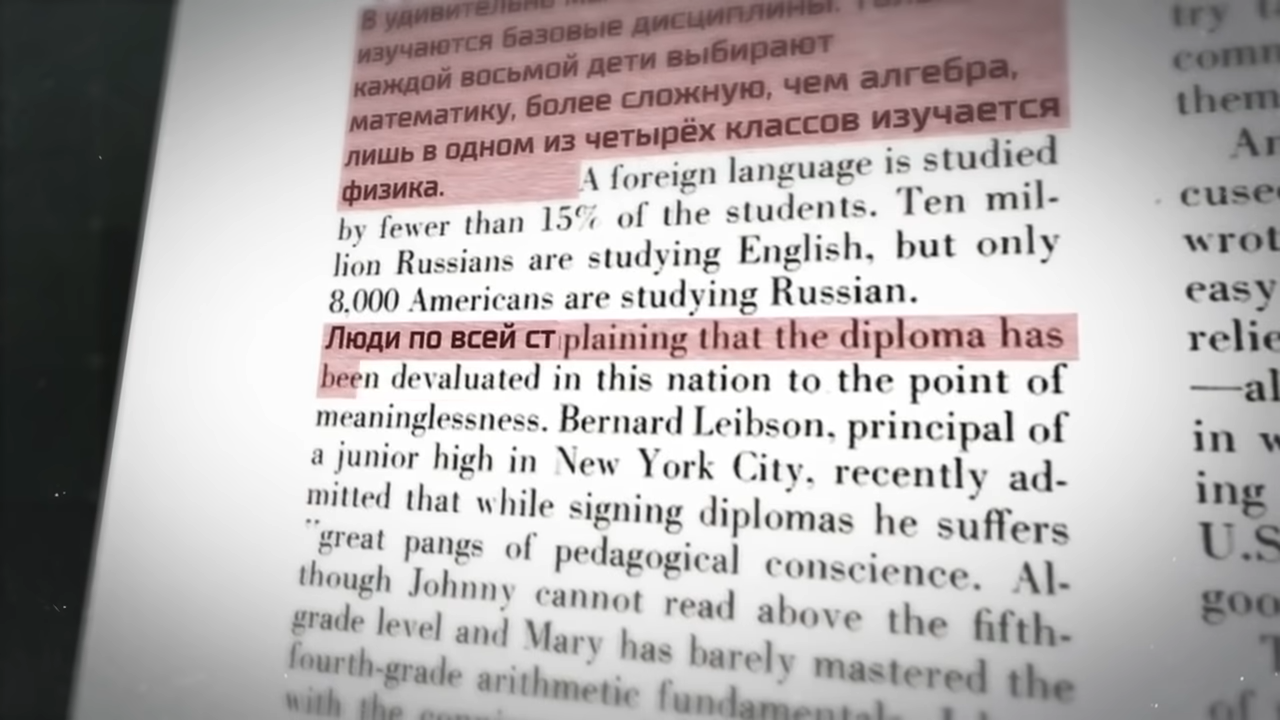 В удивительно
изучаются базовые дисциплины.
каждой восьмой дети выбирают
математику, более сложную, чем алгебра,
лишь в одном из четырёх классов изучается
физика. A foreign language is studied
by fewer than 15% of the students. Ten mil-
lion Russians are studying English, but only
8,000 Americans are studying Russian.
Люди по всей ст plaining that the diploma has
been devaluated in this nation to the point of
meaninglessness. Bernard Leibson, principal of
a junior high in New York City, recently ad-
mitted that while signing diplomas he suffers
"great pangs of pedagogical conscience. Al-
though Johnny cannot read above the fifth-
grade level and Mary has barely mastered the
fourth-grade arithmetic fundamentals,
with the
try
them
cuse
wrot
easy
relie
—al
in w
ing
U.S
goo
of